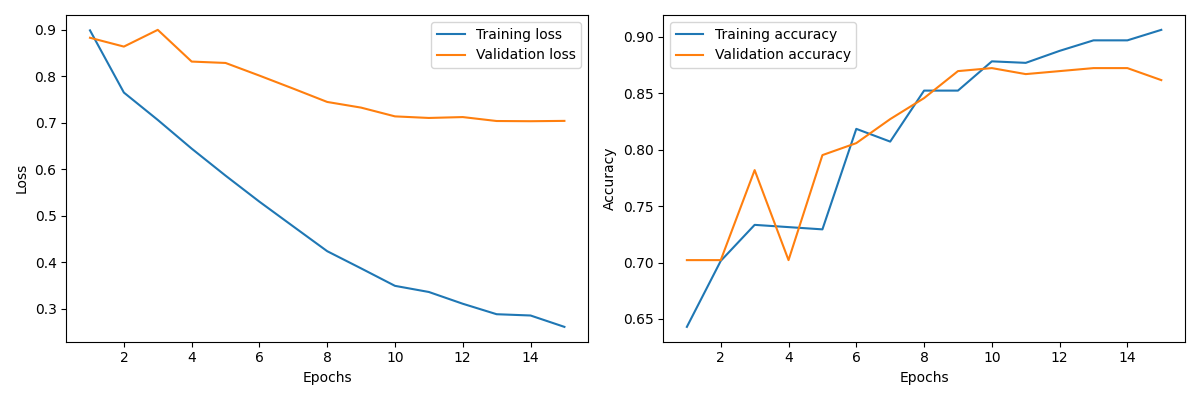 Training loss
Validation loss
0.9
0.8
0.7
0.6
0.5
0.4
0.3
Loss
2 4 6 8 10 12 14
Epochs
Training accuracy
Validation accuracy
0.90
0.85
0.80
0.75
0.70
0.65
Accuracy
2 4 6 8 10 12 14
Epochs